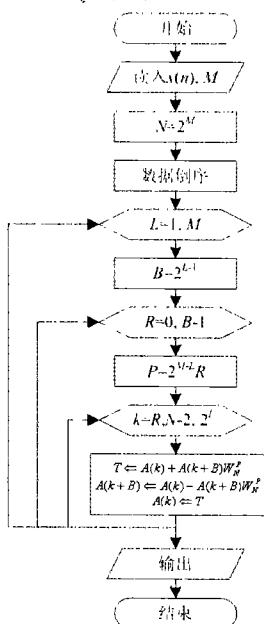 开始
读入x(n), M
N=2^M
数据倒序
L=1, M
B=2^{L-1}
R=0, B-1
P=2^{M-L}R
k=R,N-2, 2^L
T ⇐ A(k) + A(k+B)W_N^P
A(k+B) ⇐ A(k) - A(k+B)W_N^P
A(k) ⇐ T
输出
结束